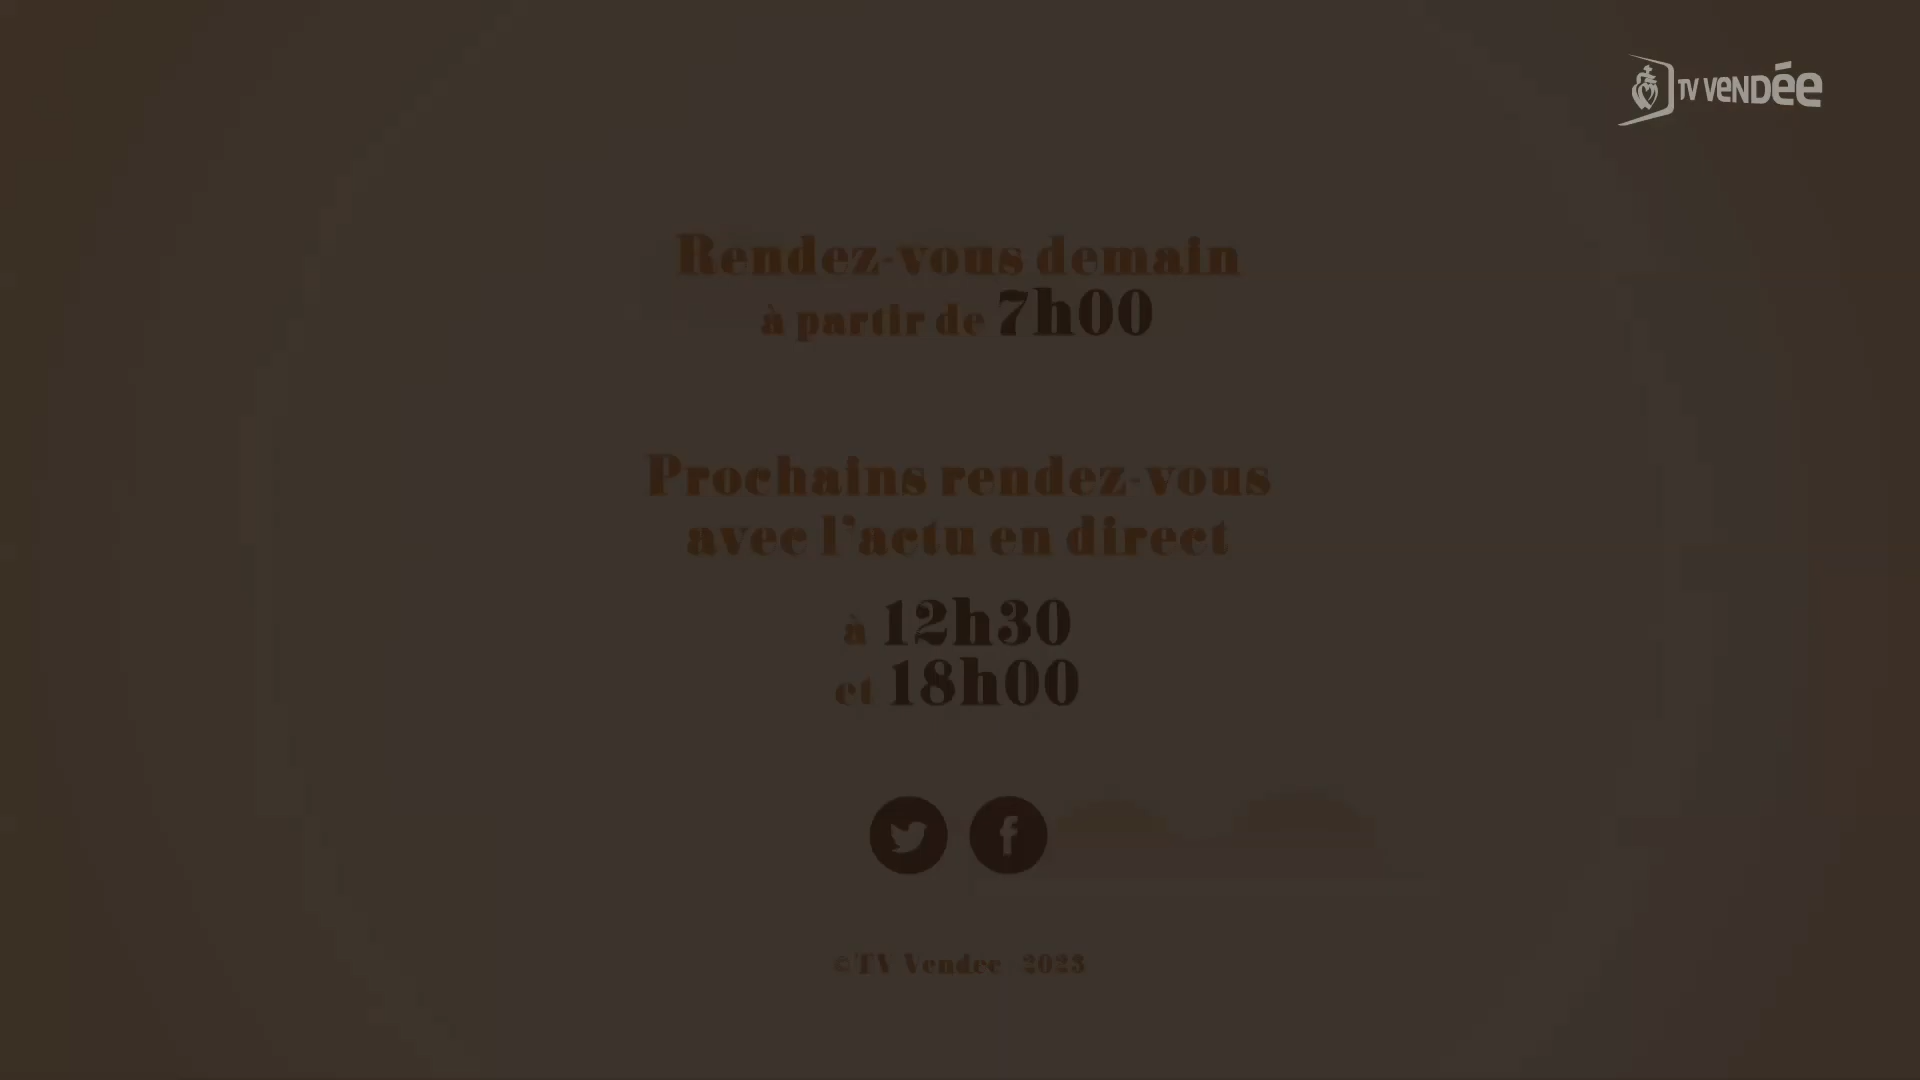 TV VENDÉE
Rendez-vous demain
à partir de 7h00
Prochains rendez-vous
avec l'actu en direct
à 12h30
et 18h00
©TV Vendee 2023